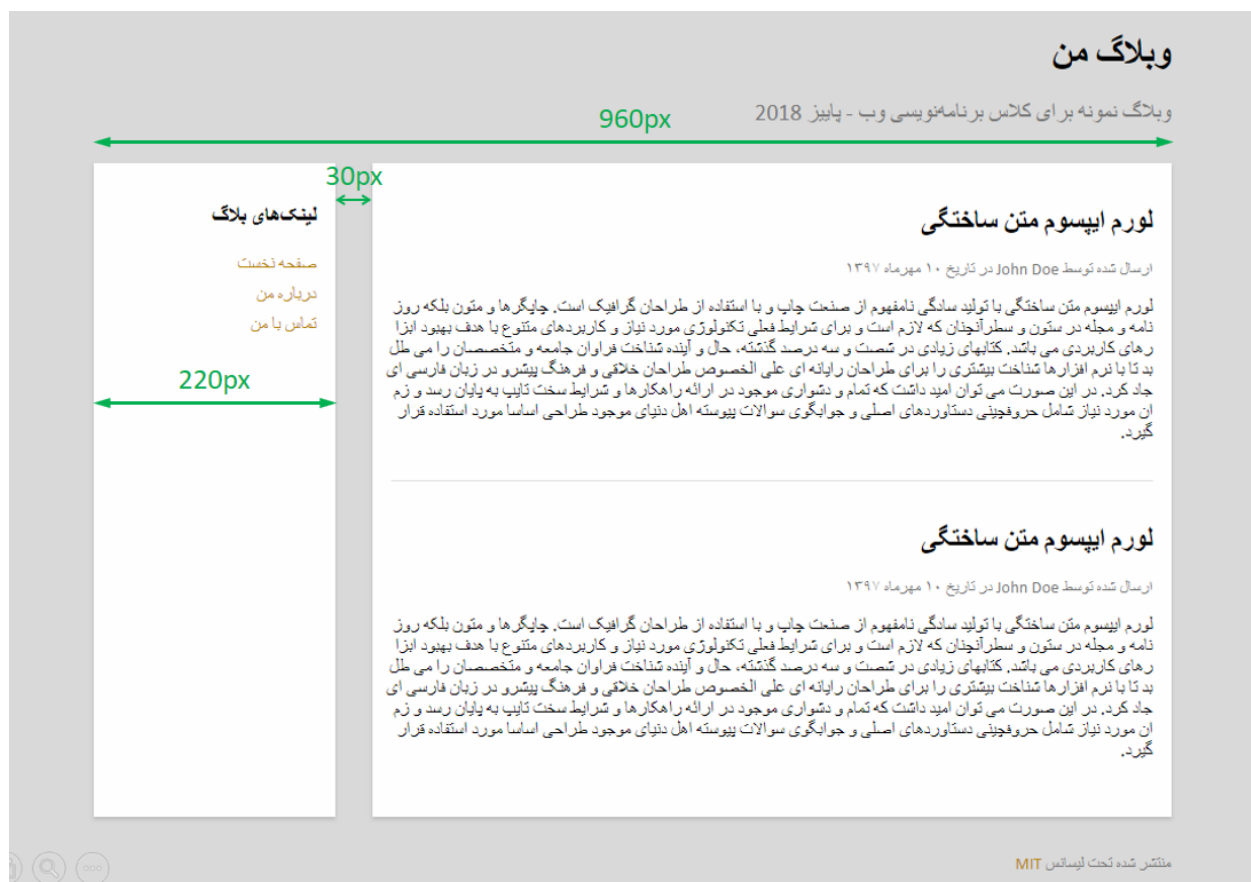 وبلاگ من
وبلاگ نمونه برای کلاس برنامه‌نویسی وب - پاییز 2018
960px
30px
لورم ایپسوم متن ساختگی
ارسال شده توسط John Doe در تاریخ ۱۰ مهرماه ۱۳۹۷
لورم ایپسوم متن ساختگی با تولید سادگی نامفهوم از صنعت چاپ و با استفاده از طراحان گرافیک است. چاپگرها و متون بلکه روز
نامه و مجله در ستون و سطرآنچنان که لازم است و برای شرایط فعلی تکنولوژی مورد نیاز و کاربردهای متنوع با هدف بهبود ابزا
رهای کاربردی می باشد. کتابهای زیادی در شصت و سه درصد گذشته، حال و آینده شناخت فراوان جامعه و متخصصان را می طل
بد تا با نرم افزارها شناخت بیشتری را برای طراحان رایانه ای علی الخصوص طراحان خلاقی و فرهنگ پیشرو در زبان فارسی ای
جاد کرد. در این صورت می توان امید داشت که تمام و دشواری موجود در ارائه راهکارها و شرایط سخت تایپ به پایان رسد و زم
ان مورد نیاز شامل حروفچینی دستاوردهای اصلی و جوابگوی سوالات پیوسته اهل دنیای موجود طراحی اساسا مورد استفاده قرار
گیرد.
لورم ایپسوم متن ساختگی
ارسال شده توسط John Doe در تاریخ ۱۰ مهرماه ۱۳۹۷
لورم ایپسوم متن ساختگی با تولید سادگی نامفهوم از صنعت چاپ و با استفاده از طراحان گرافیک است. چاپگرها و متون بلکه روز
نامه و مجله در ستون و سطرآنچنان که لازم است و برای شرایط فعلی تکنولوژی مورد نیاز و کاربردهای متنوع با هدف بهبود ابزا
رهای کاربردی می باشد. کتابهای زیادی در شصت و سه درصد گذشته، حال و آینده شناخت فراوان جامعه و متخصصان را می طل
بد تا با نرم افزارها شناخت بیشتری را برای طراحان رایانه ای علی الخصوص طراحان خلاقی و فرهنگ پیشرو در زبان فارسی ای
جاد کرد. در این صورت می توان امید داشت که تمام و دشواری موجود در ارائه راهکارها و شرایط سخت تایپ به پایان رسد و زم
ان مورد نیاز شامل حروفچینی دستاوردهای اصلی و جوابگوی سوالات پیوسته اهل دنیای موجود طراحی اساسا مورد استفاده قرار
گیرد.
لینک‌های بلاگ
صفحه نخست
درباره من
تماس با من
220px
منتشر شده تحت لیسانس MIT